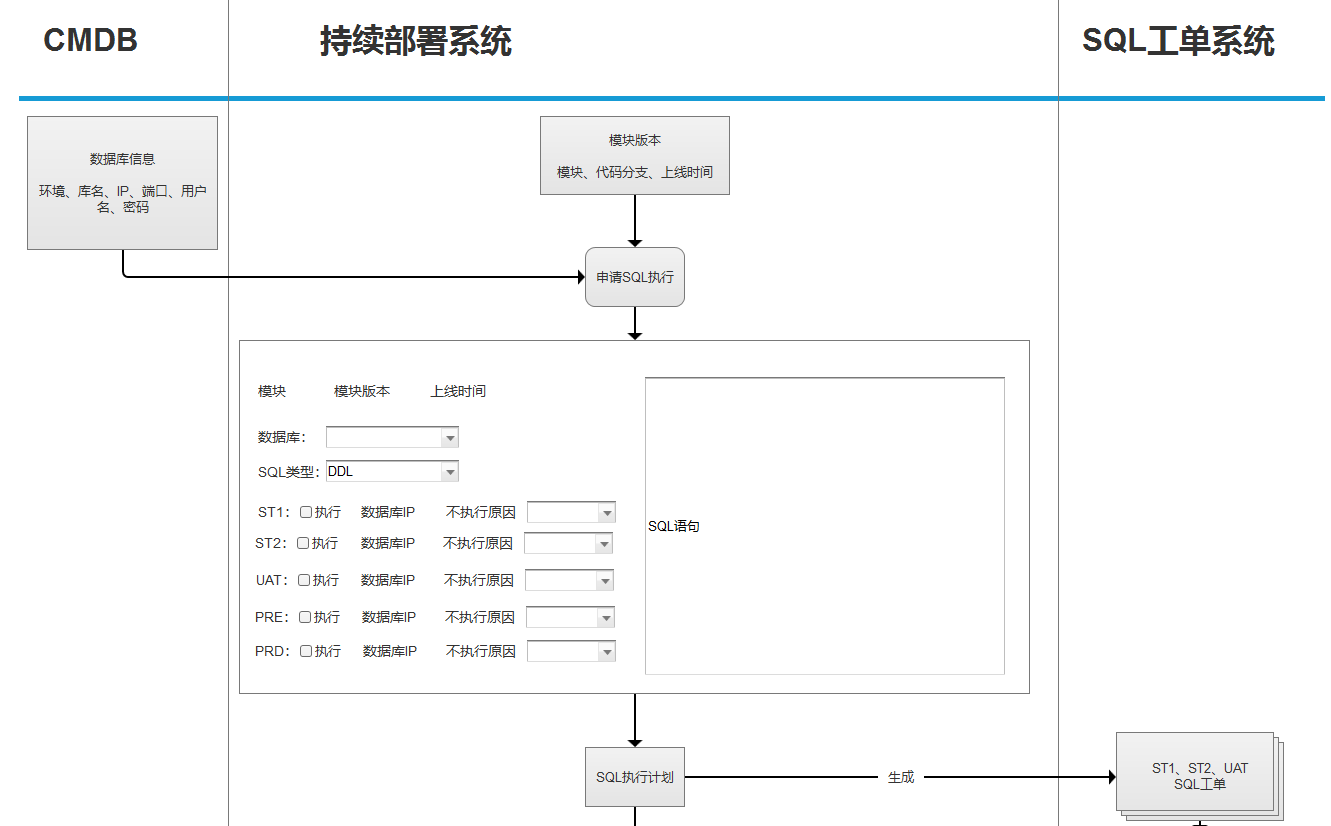 CMDB
持续部署系统
SQL工单系统
数据库信息
环境、库名、IP、端口、用户
名、密码
模块版本
模块、代码分支、上线时间
申请SQL执行
模块 模块版本 上线时间
数据库：
SQL类型： DDL
ST1： 执行 数据库IP 不执行原因
ST2： 执行 数据库IP 不执行原因
UAT： 执行 数据库IP 不执行原因
PRE： 执行 数据库IP 不执行原因
PRD： 执行 数据库IP 不执行原因
SQL语句
SQL执行计划
生成
ST1、ST2、UAT
SQL工单